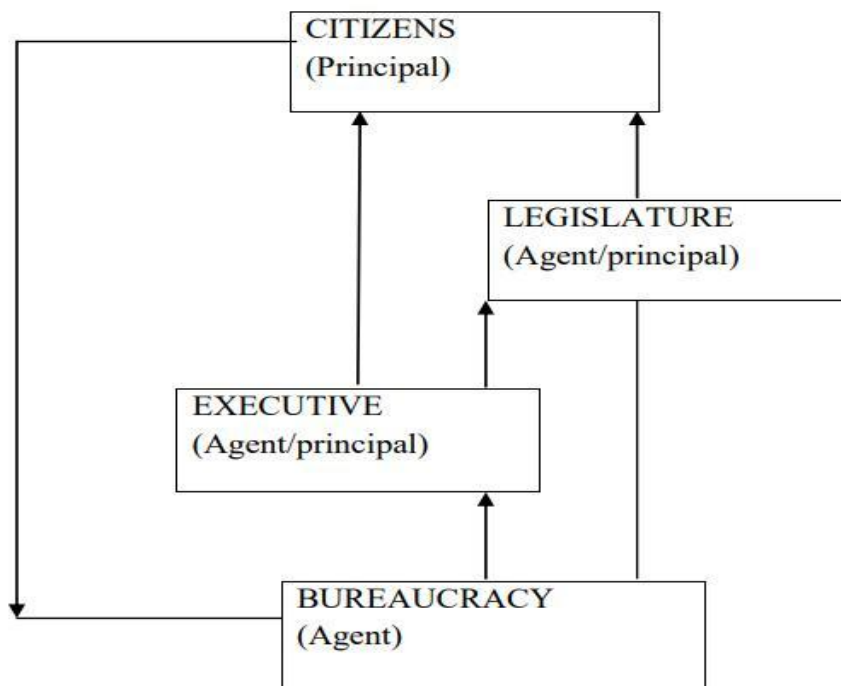 CITIZENS
(Principal)
LEGISLATURE
(Agent/principal)
EXECUTIVE
(Agent/principal)
BUREAUCRACY
(Agent)